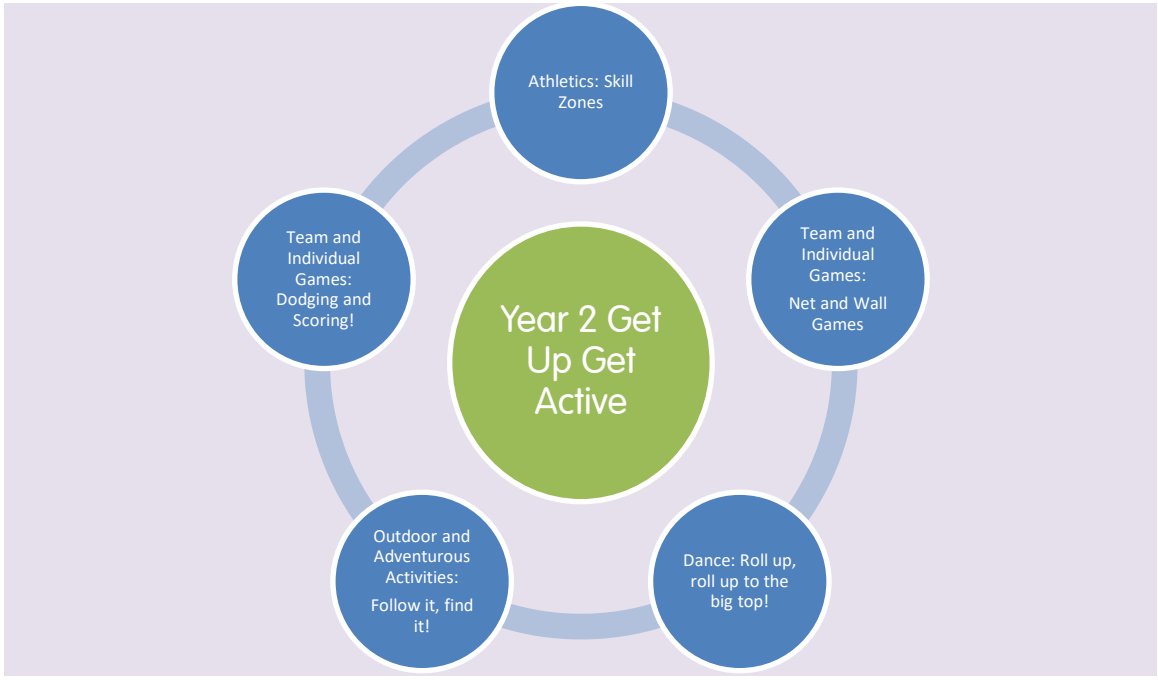 Athletics: Skill
Zones
Team and
Individual
Games:
Net and Wall
Games
Dance: Roll up,
roll up to the
big top!
Outdoor and
Adventurous
Activities:
Follow it, find
it!
Team and
Individual
Games:
Dodging and
Scoring!
Year 2 Get
Up Get
Active